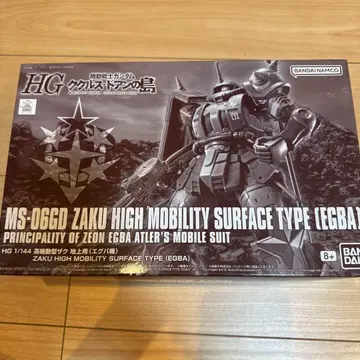 HG
機動戦士ガンダム
ククルス・ドアンの島
BANDAI NAMCO
MS-06GD ZAKU HIGH MOBILITY SURFACE TYPE (EGBA)
PRINCIPALITY OF ZEON EGBA ATLER'S MOBILE SUIT
HG 1/144 高機動型ザク 地上用(エグバ機)
ZAKU HIGH MOBILITY SURFACE TYPE (EGBA)
8+
BANDAI